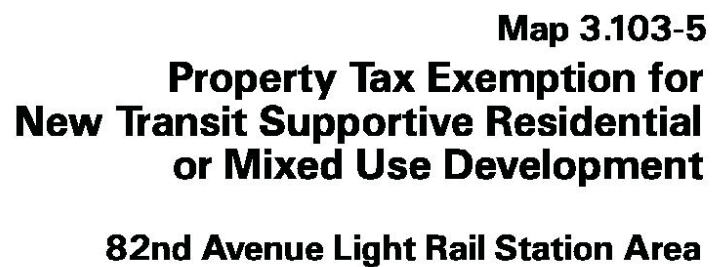 Map 3.103-5
Property Tax Exemption for
New Transit Supportive Residential
or Mixed Use Development
82nd Avenue Light Rail Station Area